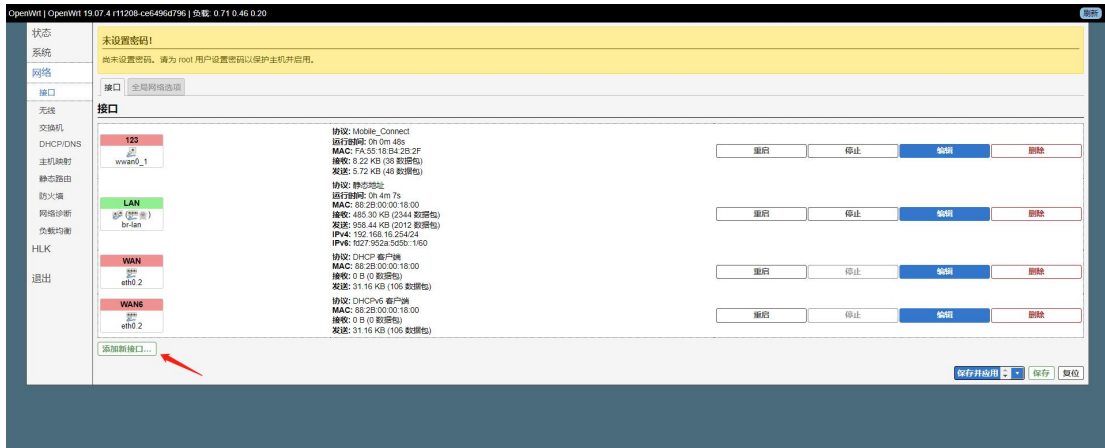 OpenWrt | OpenWrt 19.07.4 r11208-ce6496d796 | 负载: 0.71 0.46 0.20
刷新
状态
系统
网络
接口
无线
交换机
DHCP/DNS
主机映射
静态路由
防火墙
网络诊断
负载均衡
HLK
退出
未设置密码!
尚未设置密码。请为 root 用户设置密码以保护主机并启用。
接口 全局网络选项
接口
123
wwan0_1
协议: Mobile_Connect
运行时间: 0h 0m 48s
MAC: FA:55:18:B4:2B:2F
接收: 8.22 KB (38 数据包)
发送: 5.72 KB (48 数据包)
重启 停止 编辑 删除
LAN
br-lan
协议: 静态地址
运行时间: 0h 4m 7s
MAC: 88:2B:00:00:18:00
接收: 485.30 KB (2344 数据包)
发送: 958.44 KB (2012 数据包)
IPv4: 192.168.16.254/24
IPv6: fd27:952a:5d5b::1/60
重启 停止 编辑 删除
WAN
eth0.2
协议: DHCP 客户端
MAC: 88:2B:00:00:18:00
接收: 0 B (0 数据包)
发送: 31.16 KB (106 数据包)
重启 停止 编辑 删除
WAN6
eth0.2
协议: DHCPv6 客户端
MAC: 88:2B:00:00:18:00
接收: 0 B (0 数据包)
发送: 31.16 KB (106 数据包)
重启 停止 编辑 删除
添加新接口...
保存并应用 保存 复位